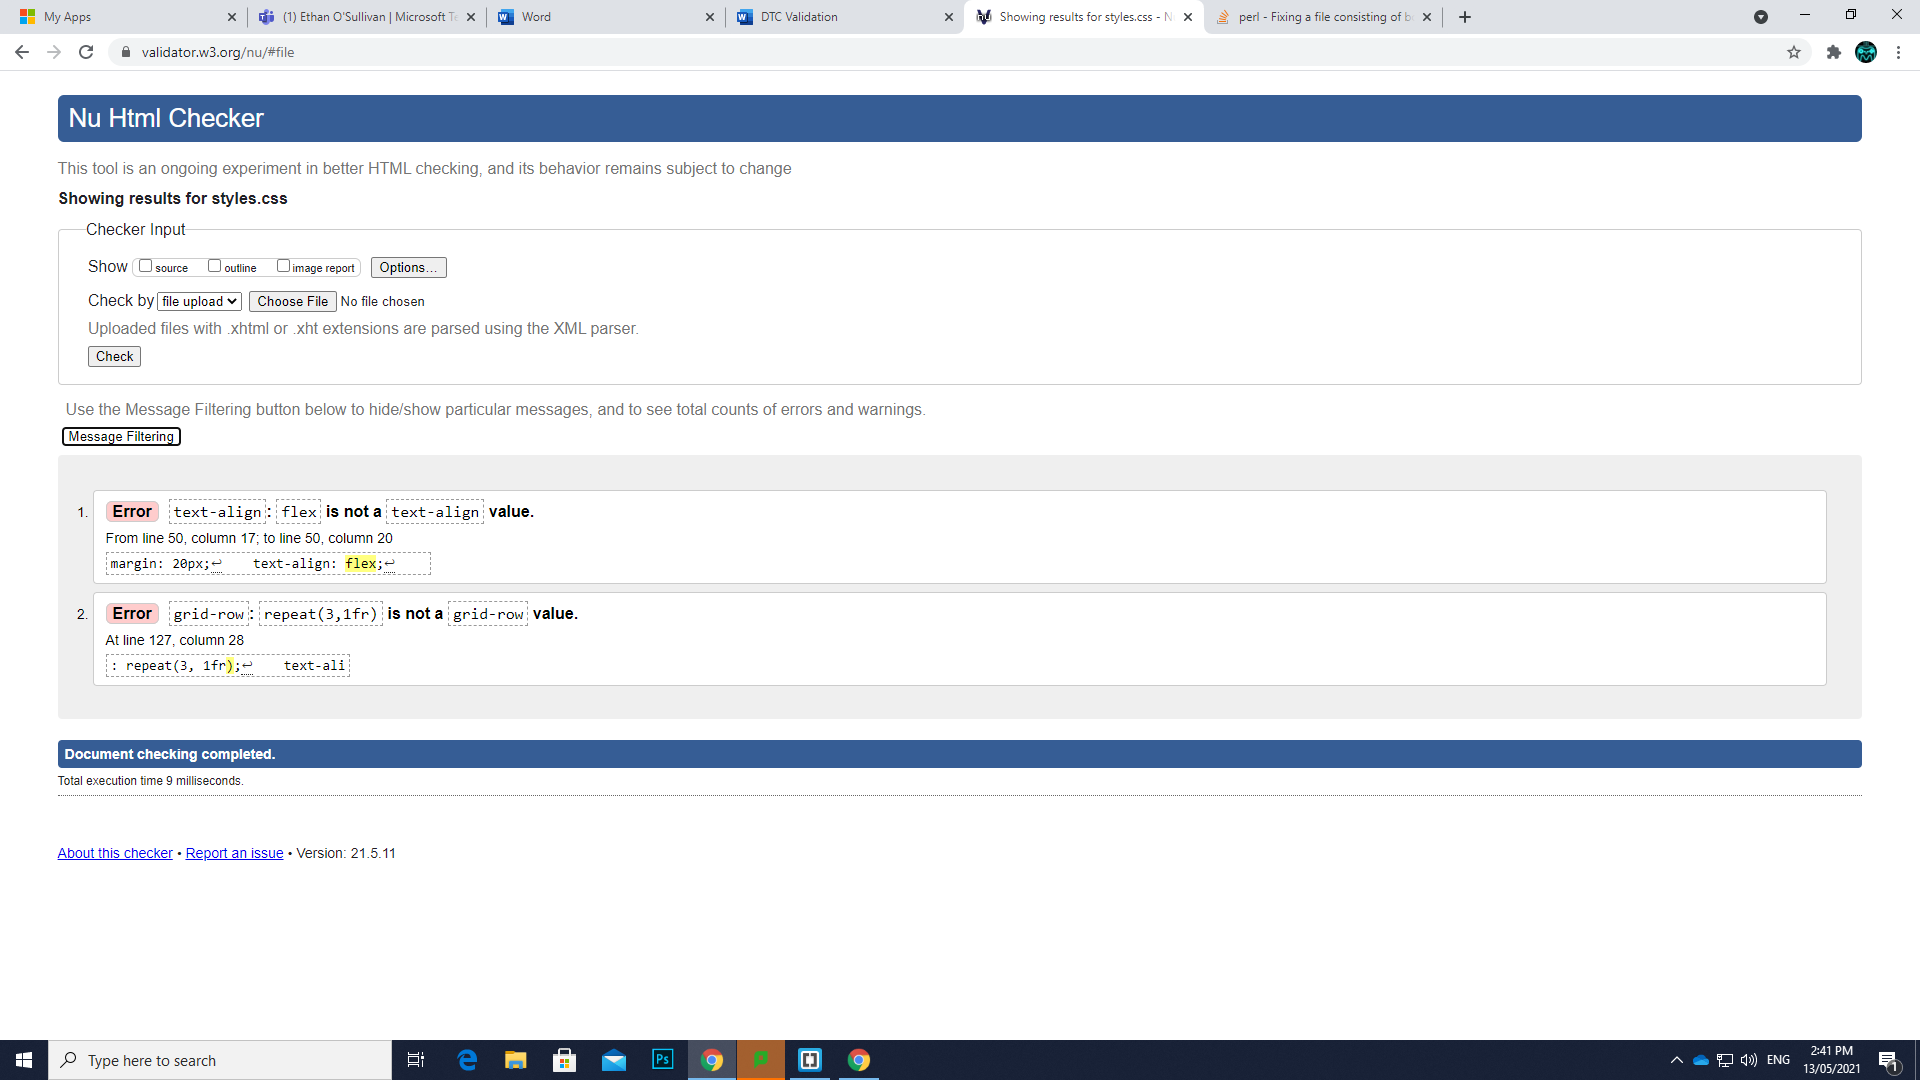 My Apps
(1) Ethan O'Sullivan | Microsoft Te
Word
DTC Validation
Showing results for styles.css - N
perl - Fixing a file consisting of b
validator.w3.org/nu/#file
Nu Html Checker
This tool is an ongoing experiment in better HTML checking, and its behavior remains subject to change
Showing results for styles.css
Checker Input
Show source outline image report Options...
Check by file upload Choose File No file chosen
Uploaded files with .xhtml or .xht extensions are parsed using the XML parser.
Check
Use the Message Filtering button below to hide/show particular messages, and to see total counts of errors and warnings.
Message Filtering
1. Error text-align: flex is not a text-align value.
From line 50, column 17; to line 50, column 20
margin: 20px;↩ text-align: flex;↩
2. Error grid-row: repeat(3,1fr) is not a grid-row value.
At line 127, column 28
: repeat(3, 1fr);↩ text-ali
Document checking completed.
Total execution time 9 milliseconds.
About this checker • Report an issue • Version: 21.5.11
Type here to search
Ps
ENG
2:41 PM
13/05/2021
1